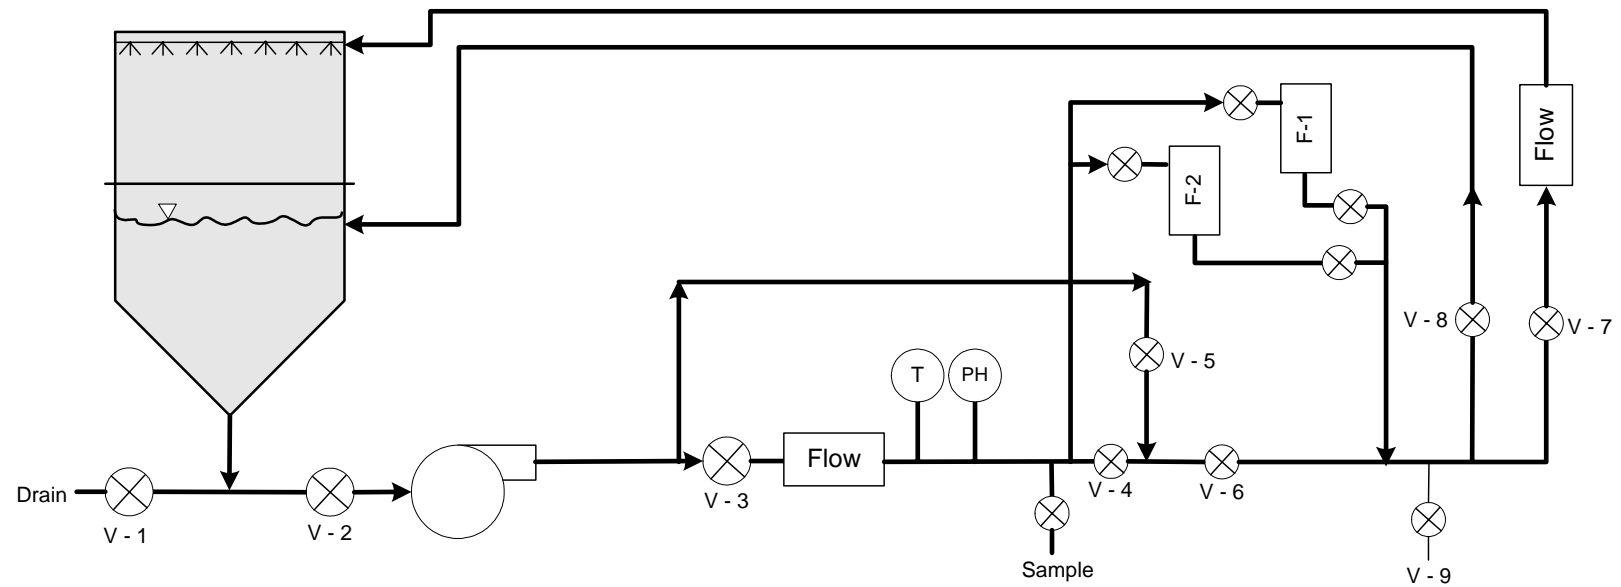 F-1
Flow
F-2
V - 8
V - 7
V - 5
T
PH
Flow
V - 4
V - 6
Drain
V - 3
V - 1
V - 2
Sample
V - 9